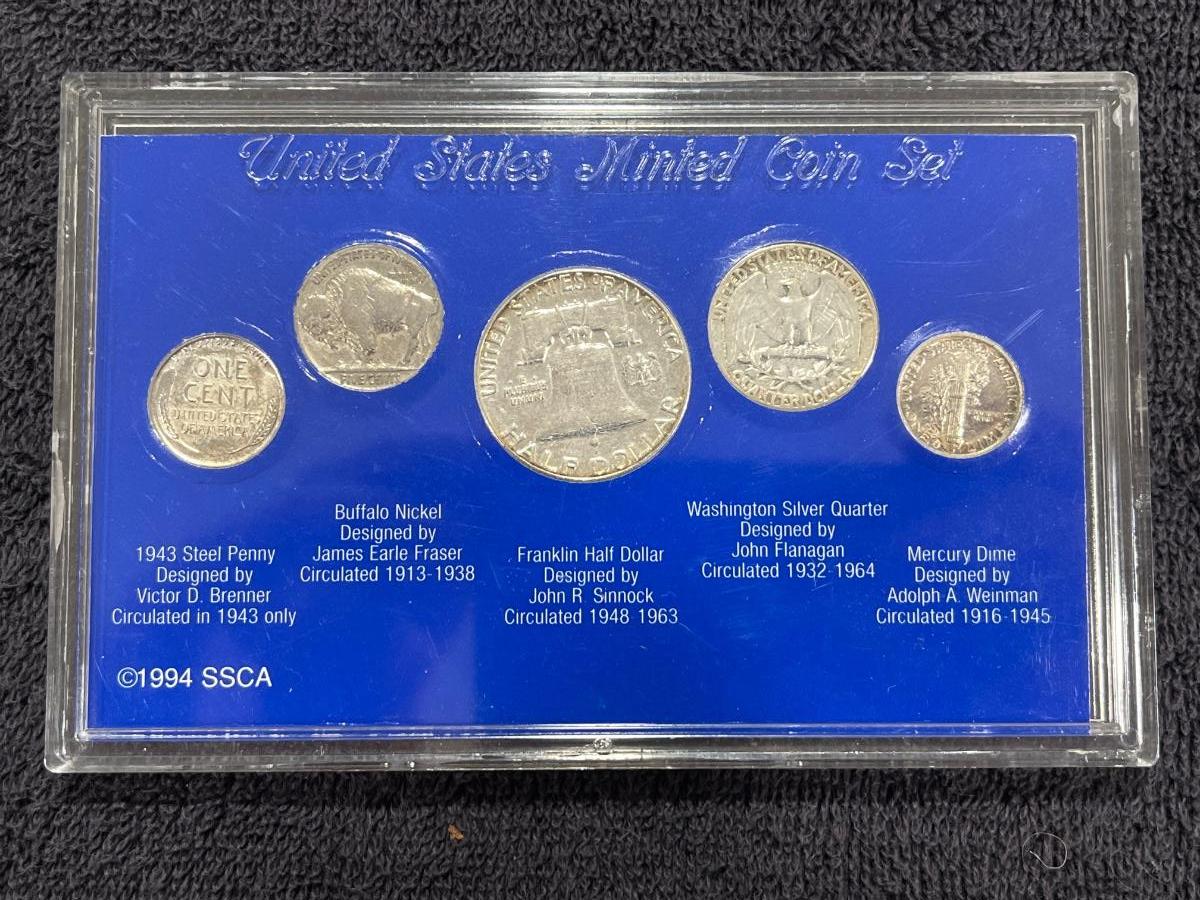 United States Minted Coin Set
ONE
CENT
UNITED STATES
OF AMERICA
UNITED STATES OF AMERICA
HALF DOLLAR
UNITED STATES OF AMERICA
QUARTER DOLLAR
1943 Steel Penny
Designed by
Victor D. Brenner
Circulated in 1943 only
Buffalo Nickel
Designed by
James Earle Fraser
Circulated 1913-1938
Franklin Half Dollar
Designed by
John R. Sinnock
Circulated 1948-1963
Washington Silver Quarter
Designed by
John Flanagan
Circulated 1932-1964
Mercury Dime
Designed by
Adolph A. Weinman
Circulated 1916-1945
©1994 SSCA